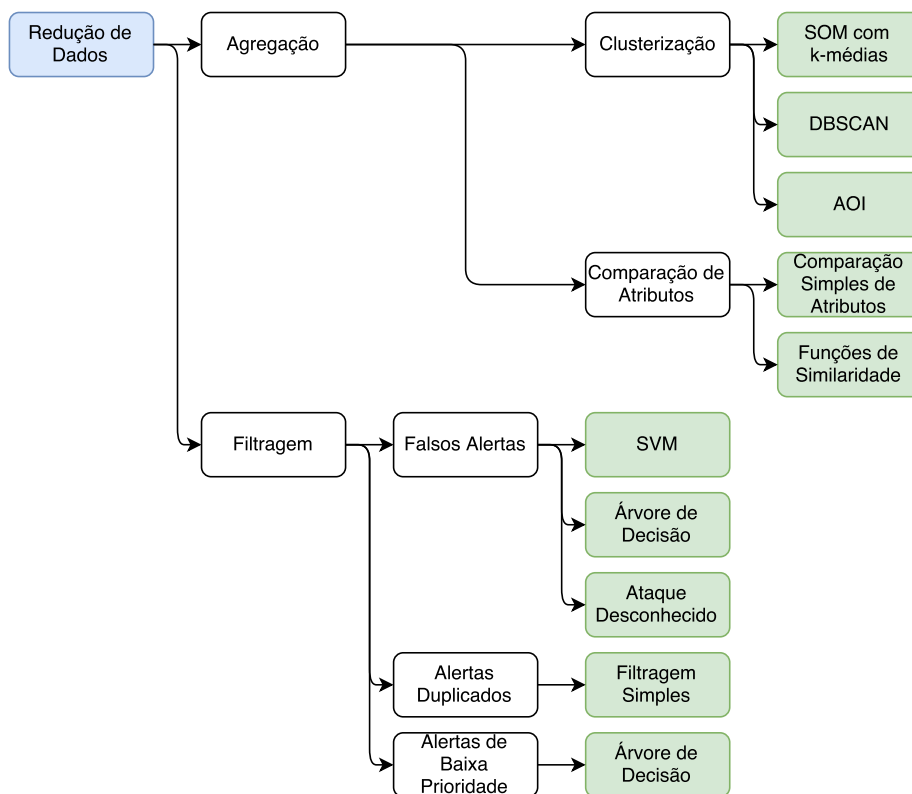 Redução de
Dados
Agregação
Clusterização
SOM com
k-médias
DBSCAN
AOI
Comparação de
Atributos
Comparação
Simples de
Atributos
Funções de
Similaridade
Filtragem
Falsos Alertas
SVM
Árvore de
Decisão
Ataque
Desconhecido
Alertas
Duplicados
Filtragem
Simples
Alertas de
Baixa
Prioridade
Árvore de
Decisão